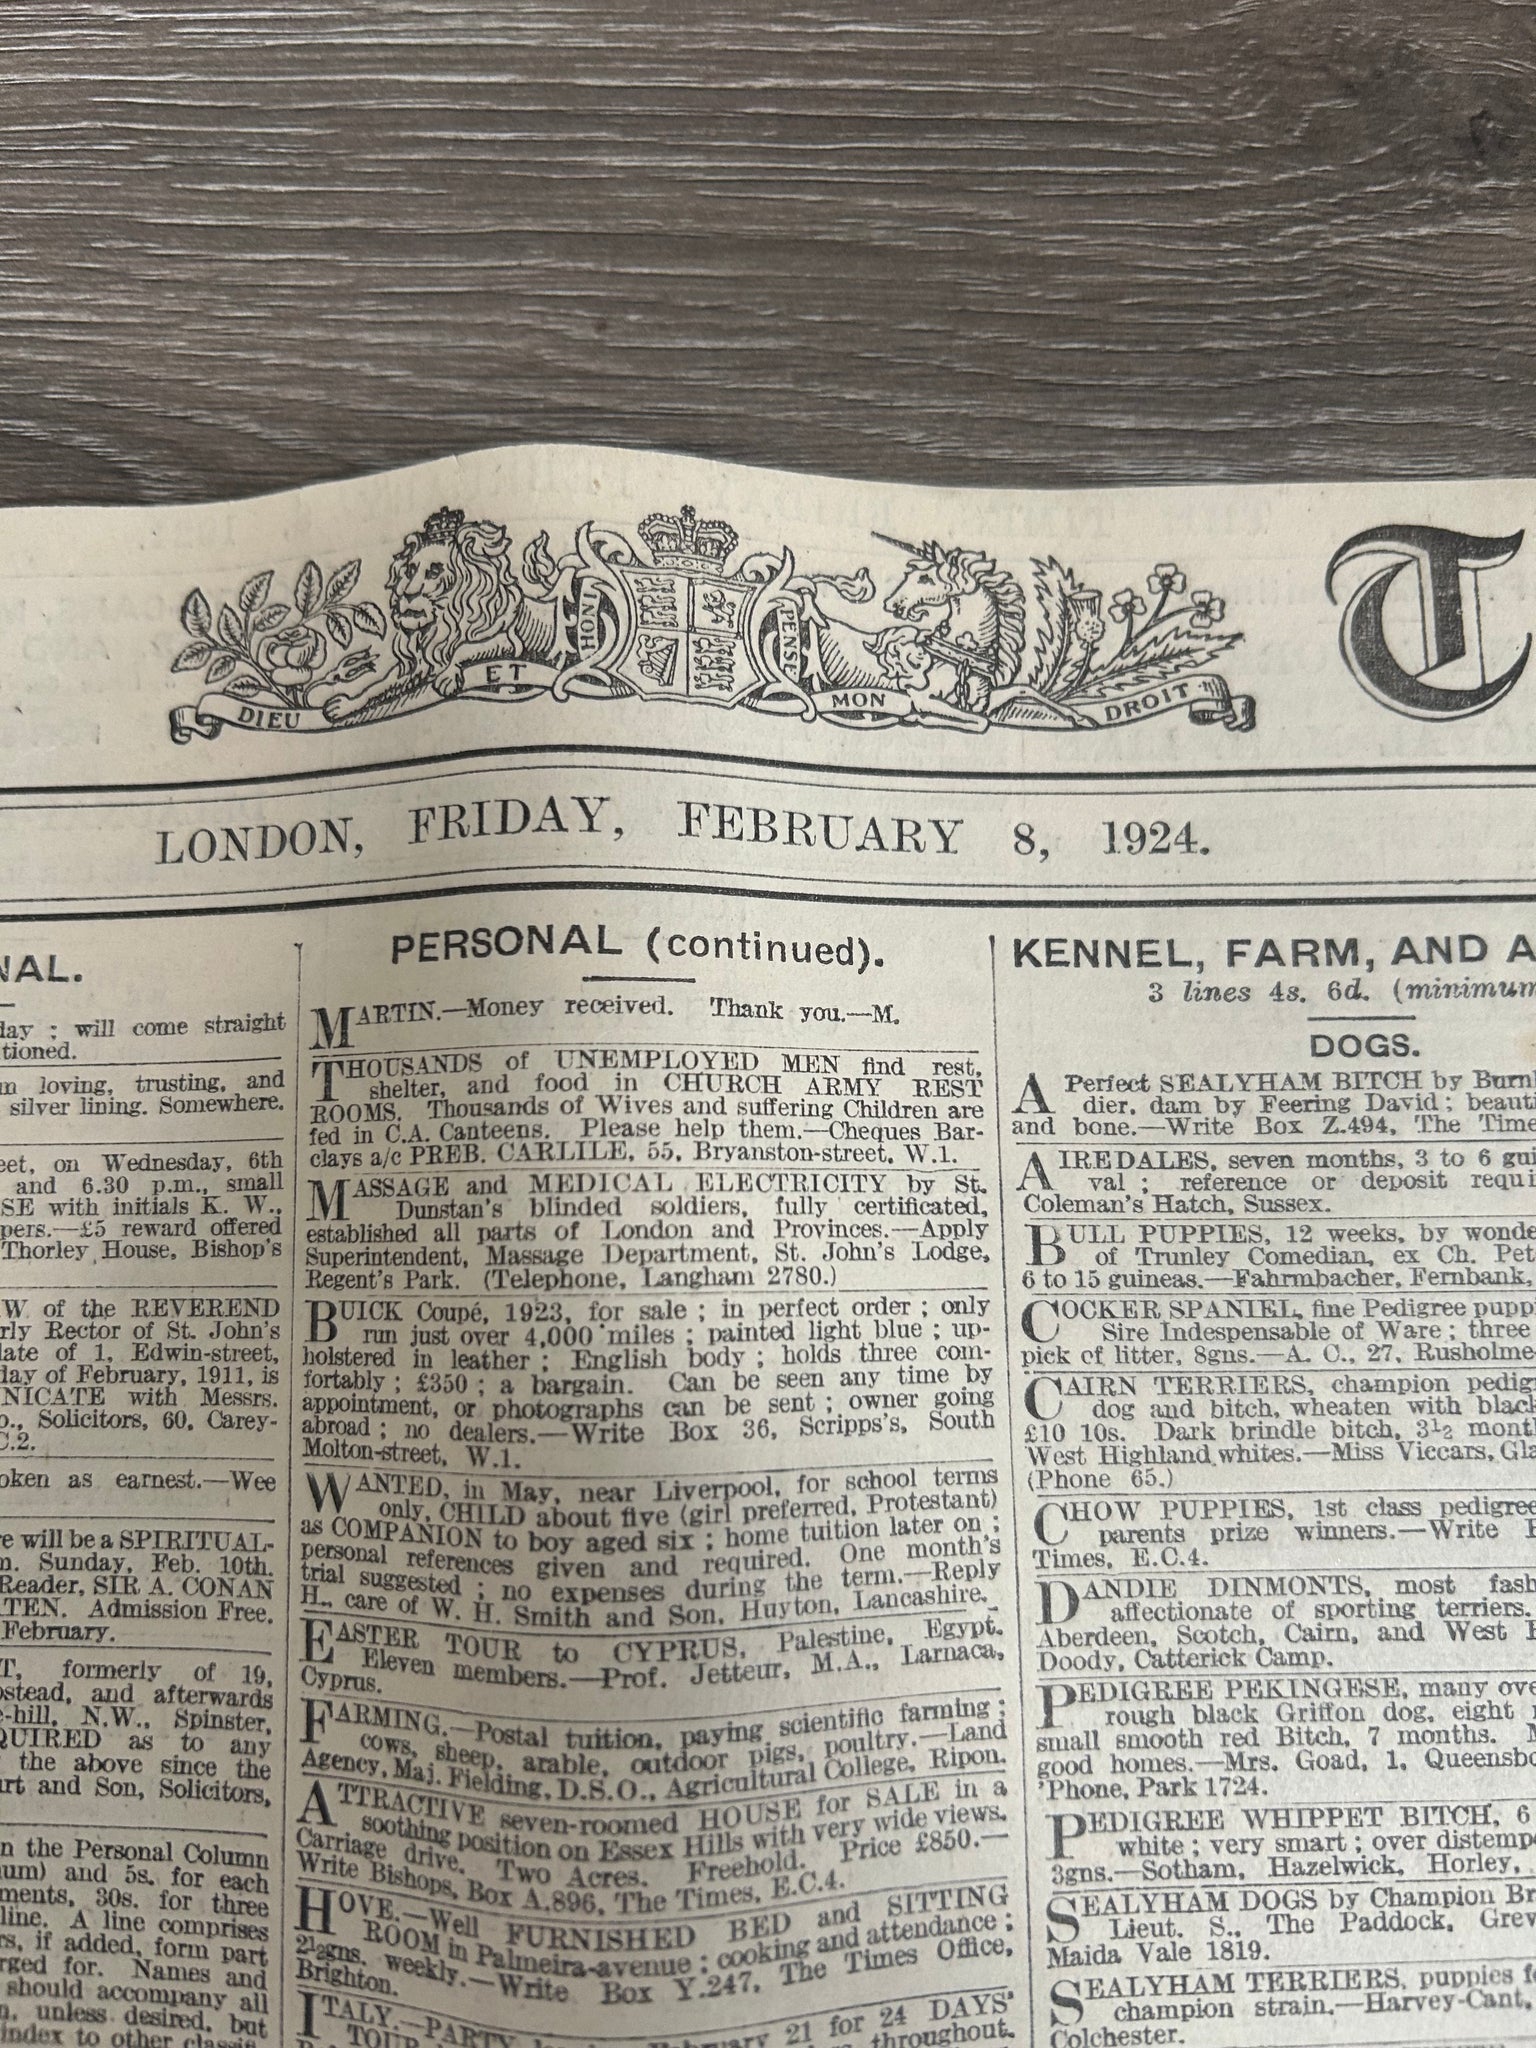 DIEU ET HONI PENSE MON DROIT
T
LONDON, FRIDAY, FEBRUARY 8, 1924.
NAL.
day ; will come straight
tioned.
m loving, trusting, and
silver lining. Somewhere.
eet, on Wednesday, 6th
and 6.30 p.m., small
SE with initials K. W.,
pers.—£5 reward offered
Thorley House, Bishop's
W. of the REVEREND
rly Rector of St. John's
late of 1, Edwin-street,
day of February, 1911, is
NICATE with Messrs.
o., Solicitors, 60, Carey-
C.2.
oken as earnest.—Wee
re will be a SPIRITUAL-
m. Sunday, Feb. 10th.
Reader, SIR A. CONAN
TEN. Admission Free.
February.
T, formerly of 19,
pstead, and afterwards
e-hill, N.W., Spinster,
QUIRED as to any
the above since the
urt and Son, Solicitors,
n the Personal Column
num) and 5s. for each
ments, 30s. for three
line. A line comprises
rs, if added, form part
rged for. Names and
should accompany all
n, unless desired, but
index to other classifi-
PERSONAL (continued).
MARTIN.—Money received. Thank you.—M.
THOUSANDS of UNEMPLOYED MEN find rest,
shelter, and food in CHURCH ARMY REST
ROOMS. Thousands of Wives and suffering Children are
fed in C.A. Canteens. Please help them.—Cheques Bar-
clays a/c PREB. CARLILE, 55, Bryanston-street, W.1.
MASSAGE and MEDICAL ELECTRICITY by St.
Dunstan's blinded soldiers, fully certificated,
established all parts of London and Provinces.—Apply
Superintendent, Massage Department, St. John's Lodge,
Regent's Park. (Telephone, Langham 2780.)
BUICK Coupé, 1923, for sale ; in perfect order ; only
run just over 4,000 miles ; painted light blue ; up-
holstered in leather ; English body ; holds three com-
fortably ; £350 ; a bargain. Can be seen any time by
appointment, or photographs can be sent ; owner going
abroad ; no dealers.—Write Box 36, Scripps's, South
Molton-street, W.1.
WANTED, in May, near Liverpool, for school terms
only, CHILD about five (girl preferred, Protestant)
as COMPANION to boy aged six ; home tuition later on ;
personal references given and required. One month's
trial suggested ; no expenses during the term.—Reply
H., care of W. H. Smith and Son, Huyton, Lancashire.
EASTER TOUR to CYPRUS, Palestine, Egypt.
Eleven members.—Prof. Jetteur, M.A., Larnaca,
Cyprus.
FARMING.—Postal tuition, paying scientific farming ;
cows, sheep, arable, outdoor pigs, poultry.—Land
Agency, Maj. Fielding, D.S.O., Agricultural College, Ripon.
ATTRACTIVE seven-roomed HOUSE for SALE in a
soothing position on Essex Hills with very wide views.
Carriage drive. Two Acres. Freehold. Price £850.—
Write Bishops, Box A.896, The Times, E.C.4.
HOVE.—Well FURNISHED BED and SITTING
ROOM in Palmeira-avenue ; cooking and attendance ;
2½gns. weekly.—Write Box Y.247, The Times Office,
Brighton.
ITALY.—PARTY February 21 for 24 DAYS'
TOUR throughout.
KENNEL, FARM, AND A
3 lines 4s. 6d. (minimum
DOGS.
A Perfect SEALYHAM BITCH by Burnl
dier, dam by Feering David ; beauti
and bone.—Write Box Z.494, The Time
AIREDALES, seven months, 3 to 6 gui
val ; reference or deposit requi
Coleman's Hatch, Sussex.
BULL PUPPIES, 12 weeks, by wonde
of Trunley Comedian, ex Ch. Pet
6 to 15 guineas.—Fahrmbacher, Fernbank,
COCKER SPANIEL, fine Pedigree pupp
Sire Indespensable of Ware ; three
pick of litter, 8gns.—A. C., 27, Rusholme-
CAIRN TERRIERS, champion pedigr
dog and bitch, wheaten with black
£10 10s. Dark brindle bitch, 3½ mont
West Highland whites.—Miss Viccars, Gla
(Phone 65.)
CHOW PUPPIES, 1st class pedigree
parents prize winners.—Write
Times, E.C.4.
DANDIE DINMONTS, most fash
affectionate of sporting terriers.
Aberdeen, Scotch, Cairn, and West H
Doody, Catterick Camp.
PEDIGREE PEKINGESE, many ove
rough black Griffon dog, eight
small smooth red Bitch, 7 months.
good homes.—Mrs. Goad, 1, Queensbo
'Phone, Park 1724.
PEDIGREE WHIPPET BITCH, 6
white ; very smart ; over distemp
3gns.—Sotham, Hazelwick, Horley,
SEALYHAM DOGS by Champion Br
Lieut. S., The Paddock, Grev
Maida Vale 1819.
SEALYHAM TERRIERS, puppies f
champion strain.—Harvey-Cant,
Colchester.